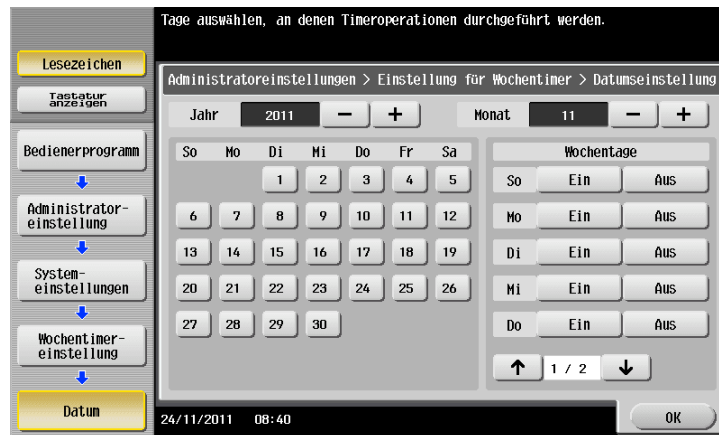 Tage auswählen, an denen Timeroperationen durchgeführt werden.
Lesezeichen
Tastatur
anzeigen
Bedienerprogramm
Administrator-
einstellung
System-
einstellungen
Wochentimer-
einstellung
Datum
Administratoreinstellungen > Einstellung für Wochentimer > Datumseinstellung
Jahr 2011 − + Monat 11 − +
So Mo Di Mi Do Fr Sa
1 2 3 4 5
6 7 8 9 10 11 12
13 14 15 16 17 18 19
20 21 22 23 24 25 26
27 28 29 30
Wochentage
So Ein Aus
Mo Ein Aus
Di Ein Aus
Mi Ein Aus
Do Ein Aus
↑ 1 / 2 ↓
24/11/2011 08:40
OK